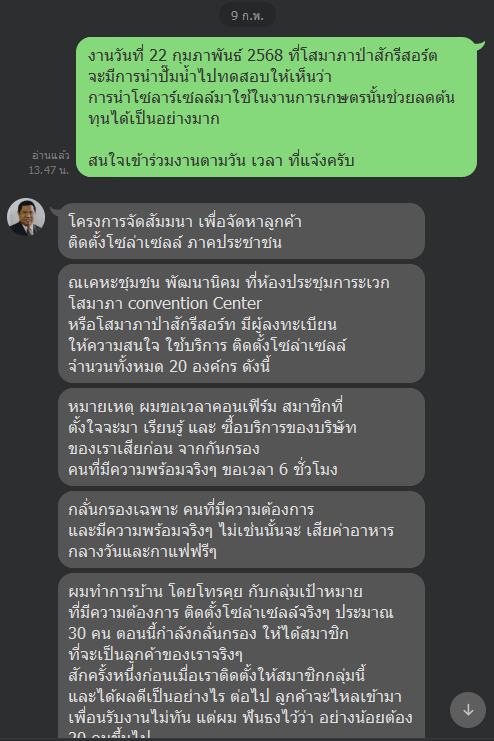 9 ก.พ.
งานวันที่ 22 กุมภาพันธ์ 2568 ที่โสมาภาป่าสักรีสอร์ต
จะมีการนำปั๊มน้ำไปทดสอบให้เห็นว่า
การนำโซลาร์เซลล์มาใช้ในงานการเกษตรนั้นช่วยลดต้น
ทุนได้เป็นอย่างมาก
สนใจเข้าร่วมงานตามวัน เวลา ที่แจ้งครับ
อ่านแล้ว
13.47 น.
โครงการจัดสัมมนา เพื่อจัดหาลูกค้า
ติดตั้งโซ่ล่าเซลล์ ภาคประชาชน
ณเคหะชุมชน พัฒนานิคม ที่ห้องประชุมการะเวก
โสมาภา convention Center
หรือโสมาภาป่าสักรีสอร์ท มีผู้ลงทะเบียน
ให้ความสนใจ ใช้บริการ ติดตั้งโซ่ล่าเซลล์
จำนวนทั้งหมด 20 องค์กร ดังนี้
หมายเหตุ ผมขอเวลาคอนเฟิร์ม สมาชิกที่
ตั้งใจจะมา เรียนรู้ และ ซื้อบริการของบริษัท
ของเราเสียก่อน จากกันกรอง
คนที่มีความพร้อมจริงๆ ขอเวลา 6 ชั่วโมง
กลั่นกรองเฉพาะ คนที่มีความต้องการ
และมีความพร้อมจริงๆ ไม่เช่นนั้นจะ เสียค่าอาหาร
กลางวันและกาแฟฟรีๆ
ผมทำการบ้าน โดยโทรคุย กับกลุ่มเป้าหมาย
ที่มีความต้องการ ติดตั้งโซ่ล่าเซลล์จริงๆ ประมาณ
30 คน ตอนนี้กำลังกลั่นกรอง ให้ได้สมาชิก
ที่จะเป็นลูกค้าของเราจริงๆ
สักครั้งหนึ่งก่อนเมื่อเราติดตั้งให้สมาชิกกลุ่มนี้
และได้ผลดีเป็นอย่างไร ต่อไป ลูกค้าจะไหลเข้ามา
เพื่อนรับงานไม่ทัน แต่ผม ฟันธงไว้ว่า อย่างน้อยต้อง
20 คนขึ้นไป